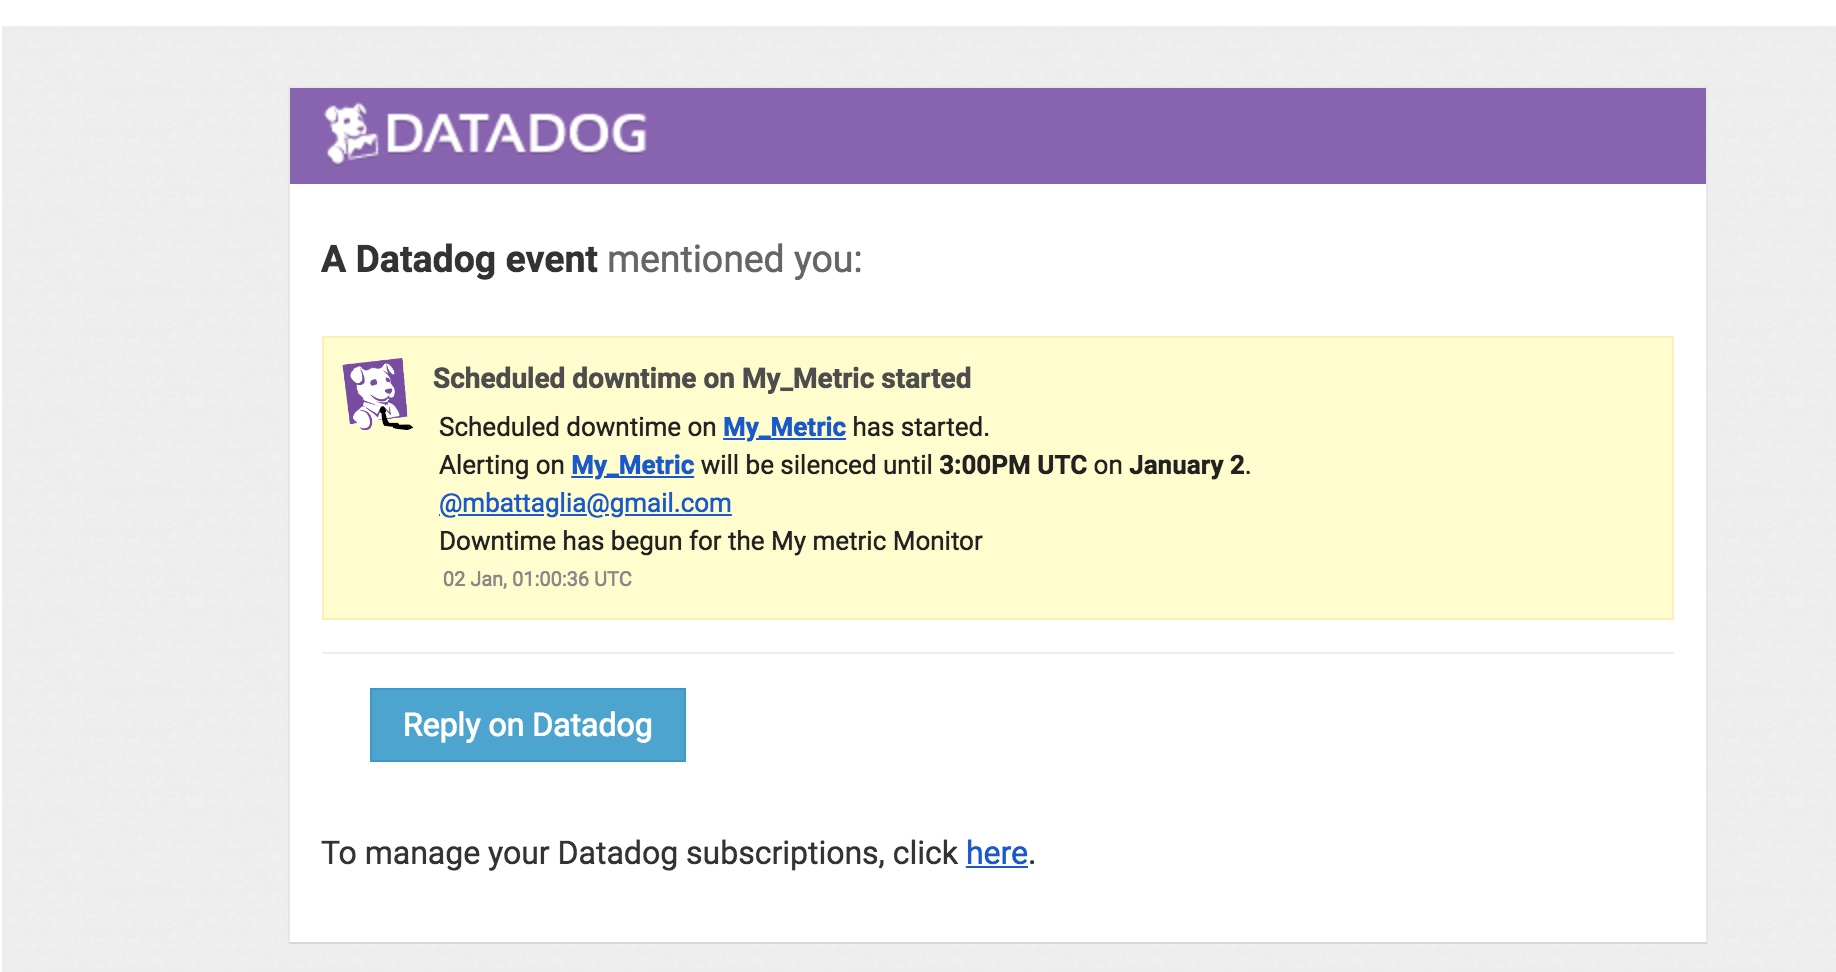 DATADOG
A Datadog event mentioned you:
Scheduled downtime on My_Metric started
Scheduled downtime on My_Metric has started.
Alerting on My_Metric will be silenced until 3:00PM UTC on January 2.
@mbattaglia@gmail.com
Downtime has begun for the My metric Monitor
02 Jan, 01:00:36 UTC
Reply on Datadog
To manage your Datadog subscriptions, click here.